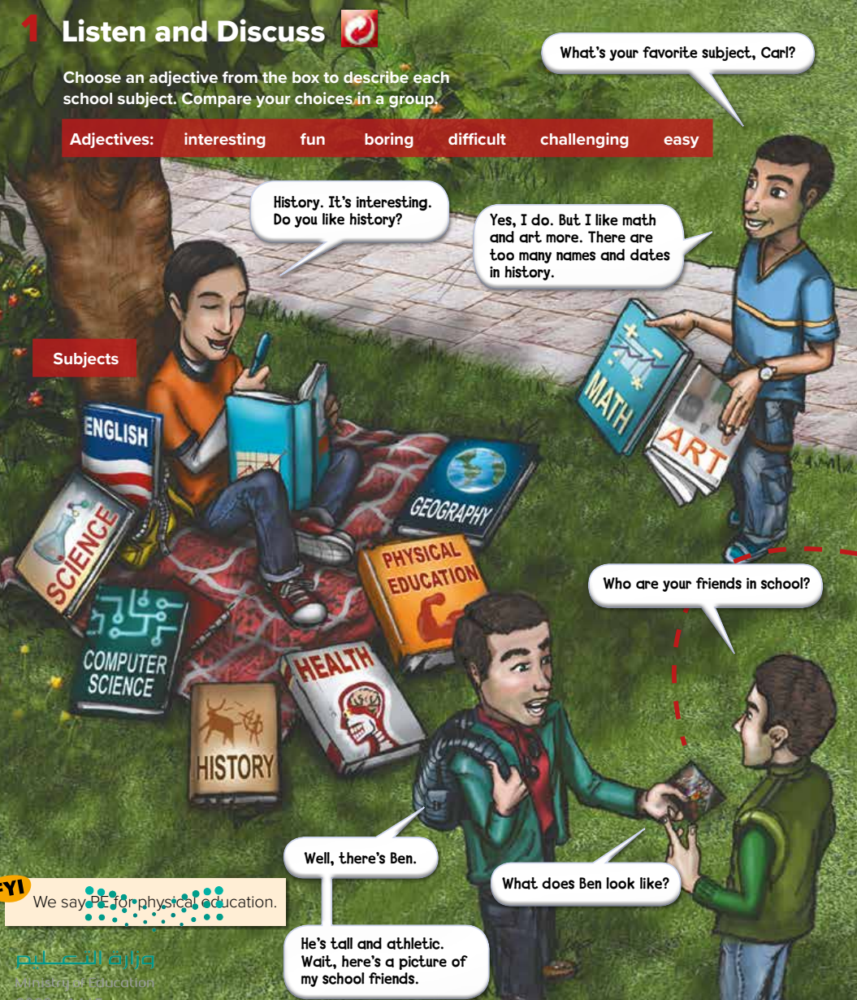 1 Listen and Discuss
Choose an adjective from the box to describe each
school subject. Compare your choices in a group.
Adjectives: interesting fun boring difficult challenging easy
What's your favorite subject, Carl?
History. It's interesting.
Do you like history?
Yes, I do. But I like math
and art more. There are
too many names and dates
in history.
Subjects
MATH
ART
ENGLISH
SCIENCE
GEOGRAPHY
PHYSICAL
EDUCATION
COMPUTER
SCIENCE
HEALTH
HISTORY
Who are your friends in school?
Well, there's Ben.
What does Ben look like?
He's tall and athletic.
Wait, here's a picture of
my school friends.
FYI
We say PE for physical education.
وزارة التعليم
Ministry of Education